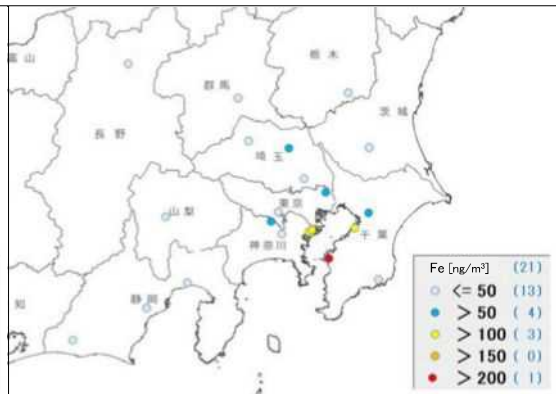 富山
栃木
群馬
茨城
長野
埼玉
東京
山梨
千葉
神奈川
静岡
知
Fe [ng/m³] (21)
<= 50 (13)
> 50 ( 4)
> 100 ( 3)
> 150 ( 0)
> 200 ( 1)